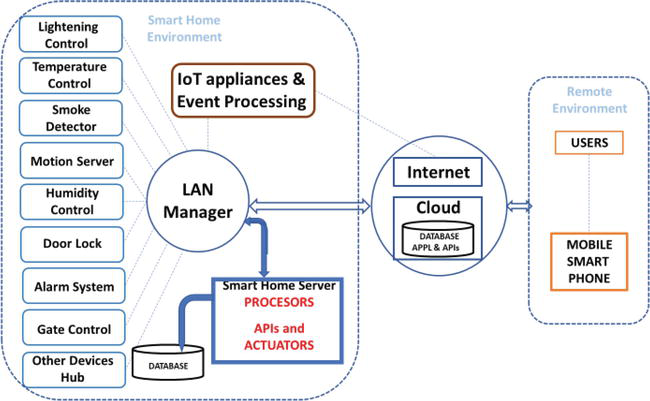 Lightening
Control
Temperature
Control
Smoke
Detector
Motion Server
Humidity
Control
Door Lock
Alarm System
Gate Control
Other Devices
Hub
Smart Home
Environment
IoT appliances &
Event Processing
LAN
Manager
Smart Home Server
PROCESORS
APIs and
ACTUATORS
DATABASE
Internet
Cloud
DATABASE
APPL & APIs
Remote
Environment
USERS
MOBILE
SMART
PHONE